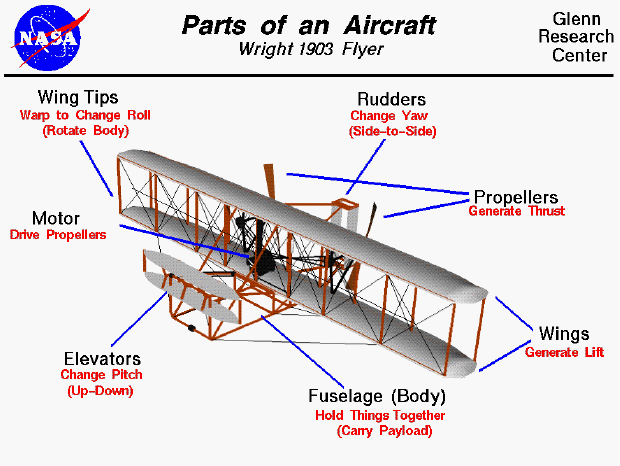 NASA
Parts of an Aircraft
Wright 1903 Flyer
Glenn
Research
Center
Wing Tips
Warp to Change Roll
(Rotate Body)
Rudders
Change Yaw
(Side-to-Side)
Propellers
Generate Thrust
Motor
Drive Propellers
Wings
Generate Lift
Elevators
Change Pitch
(Up-Down)
Fuselage (Body)
Hold Things Together
(Carry Payload)